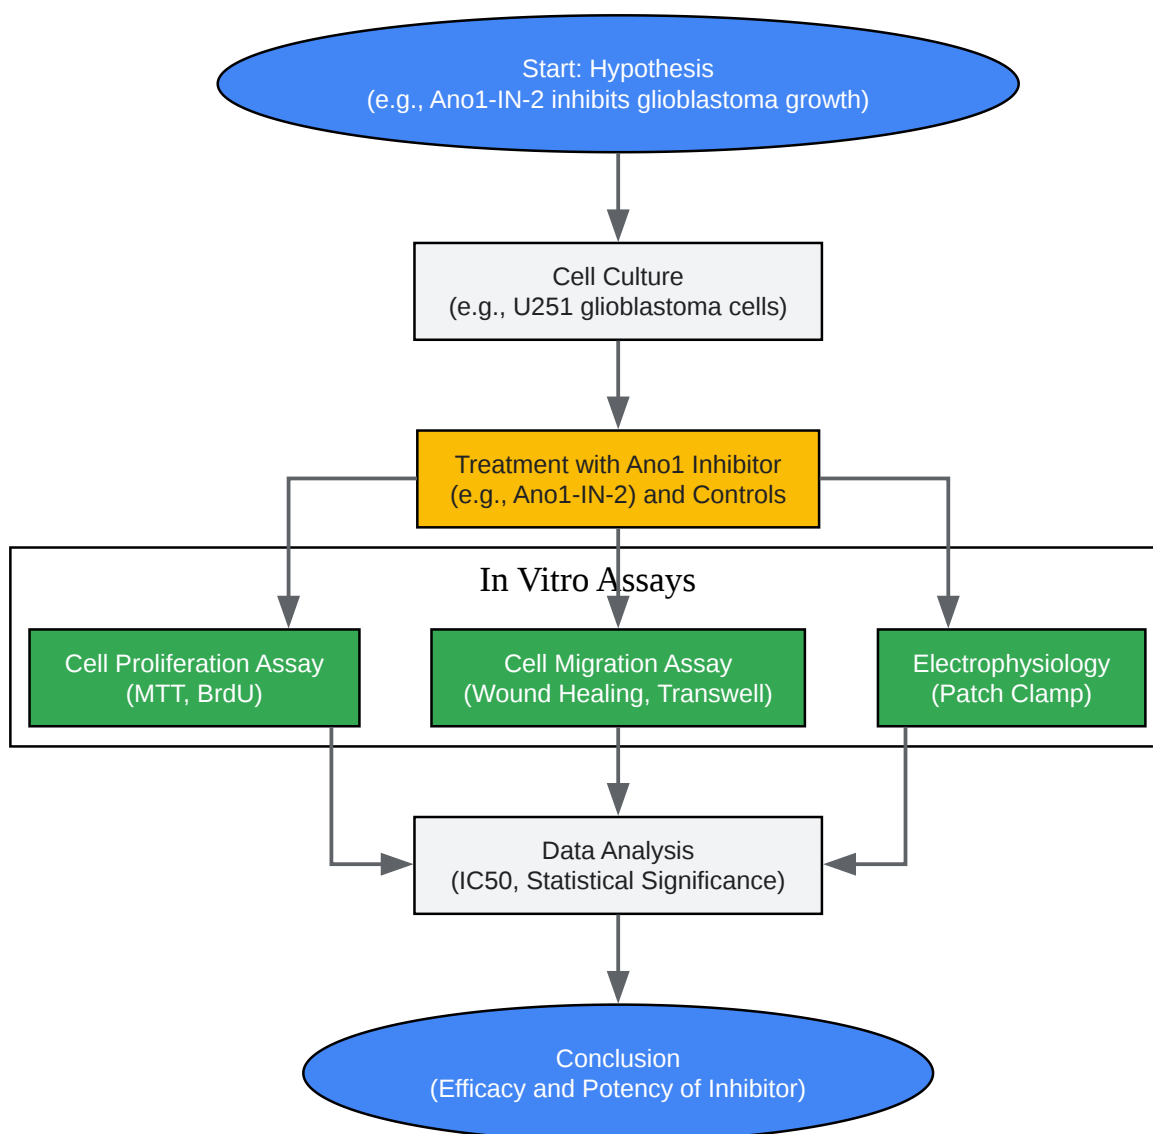 Start: Hypothesis
(e.g., Ano1-IN-2 inhibits glioblastoma growth)
Cell Culture
(e.g., U251 glioblastoma cells)
Treatment with Ano1 Inhibitor
(e.g., Ano1-IN-2) and Controls
In Vitro Assays
Cell Proliferation Assay
(MTT, BrdU)
Cell Migration Assay
(Wound Healing, Transwell)
Electrophysiology
(Patch Clamp)
Data Analysis
(IC50, Statistical Significance)
Conclusion
(Efficacy and Potency of Inhibitor)